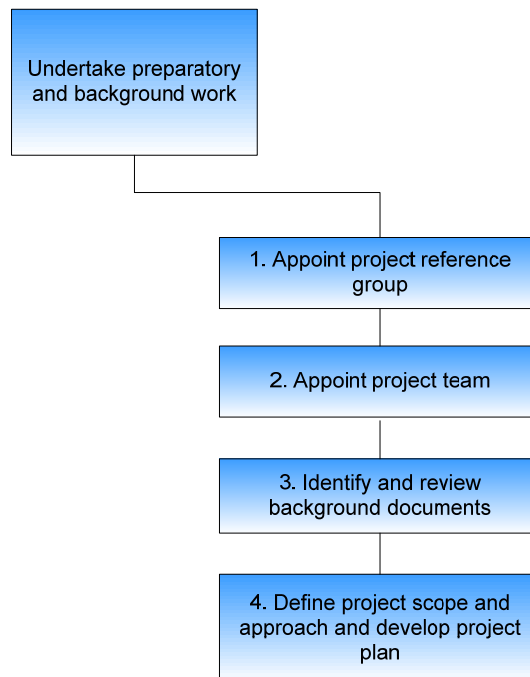 Undertake preparatory
and background work
1. Appoint project reference
group
2. Appoint project team
3. Identify and review
background documents
4. Define project scope and
approach and develop project
plan